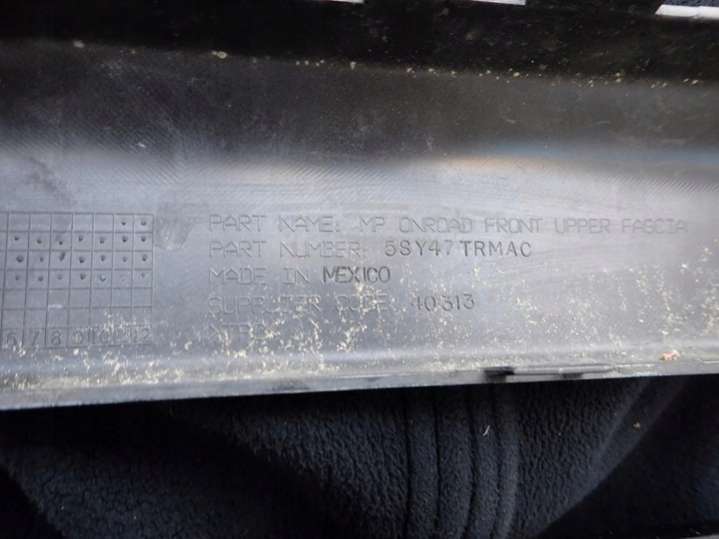 PART NAME: MP ONROAD FRONT UPPER FASCIA
PART NUMBER: 5SY47TRMAC
MADE IN MEXICO
SUPPLIER CODE: 40313